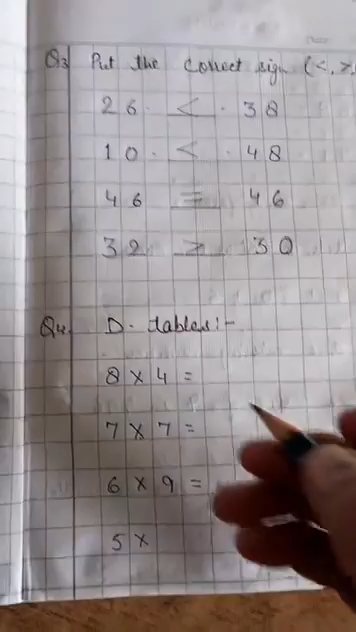 Q3 Put the correct sign (<, >,
26 < 38
10 < 48
46 = 46
32 > 30
Q4. D. tables:-
8 × 4 =
7 × 7 =
6 × 9 =
5 ×